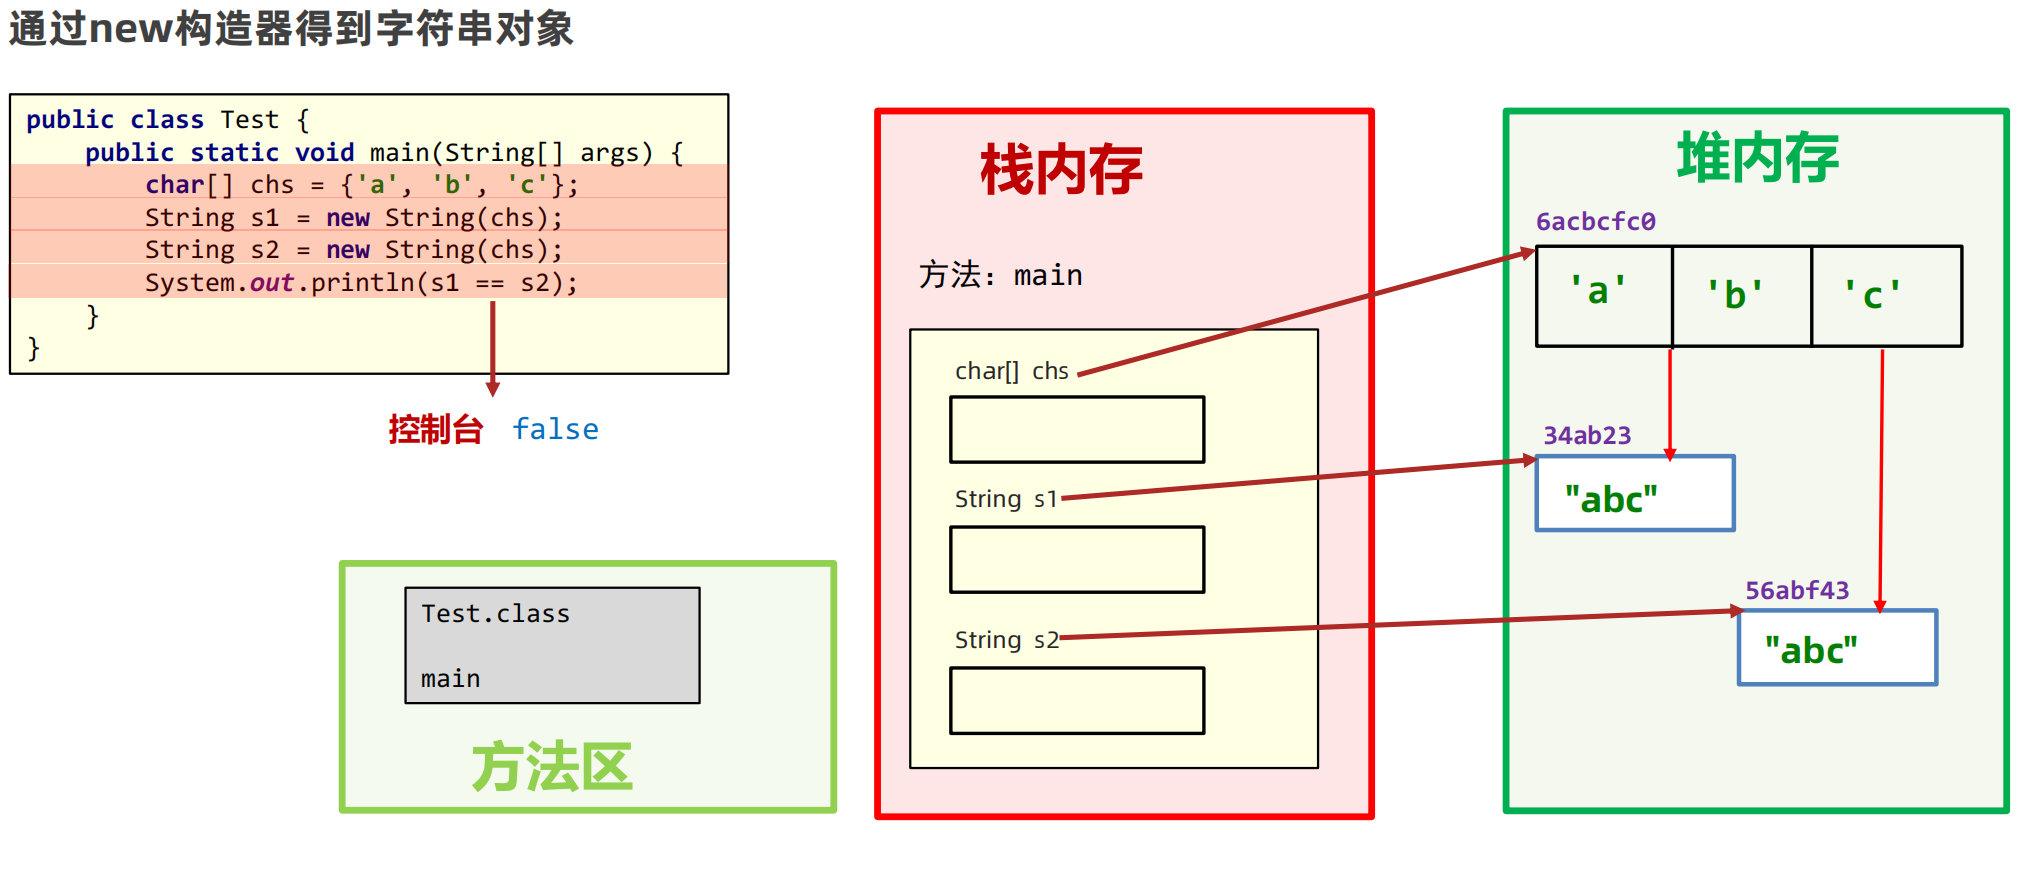 通过new构造器得到字符串对象
public class Test {
    public static void main(String[] args) {
        char[] chs = {'a', 'b', 'c'};
        String s1 = new String(chs);
        String s2 = new String(chs);
        System.out.println(s1 == s2);
    }
}
控制台 false
Test.class
main
方法区
栈内存
方法：main
char[] chs
String s1
String s2
堆内存
6acbcfc0
'a' 'b' 'c'
34ab23
"abc"
56abf43
"abc"